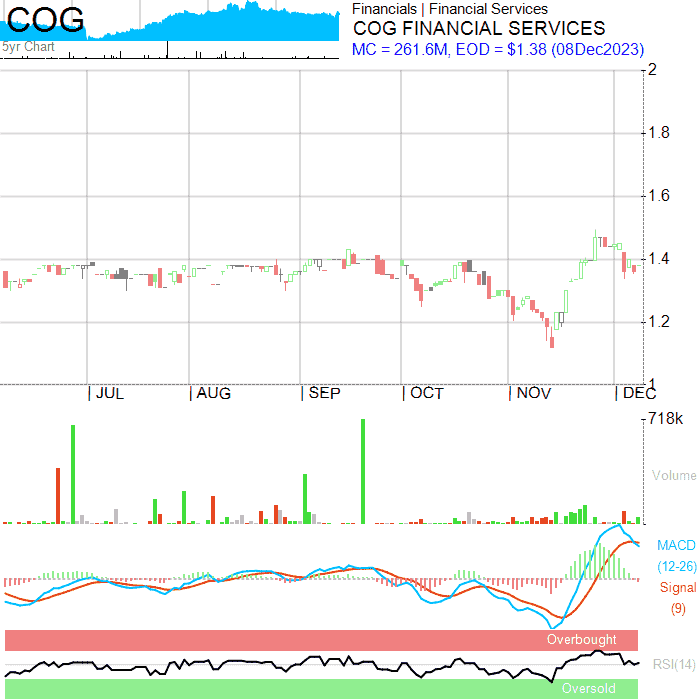 COG
5yr Chart
Financials | Financial Services
COG FINANCIAL SERVICES
MC = 261.6M, EOD = $1.38 (08Dec2023)
2
1.8
1.6
1.4
1.2
1
| JUL | AUG | SEP | OCT | NOV | DEC
718k
Volume
MACD
(12-26)
Signal
(9)
Overbought
RSI(14)
Oversold